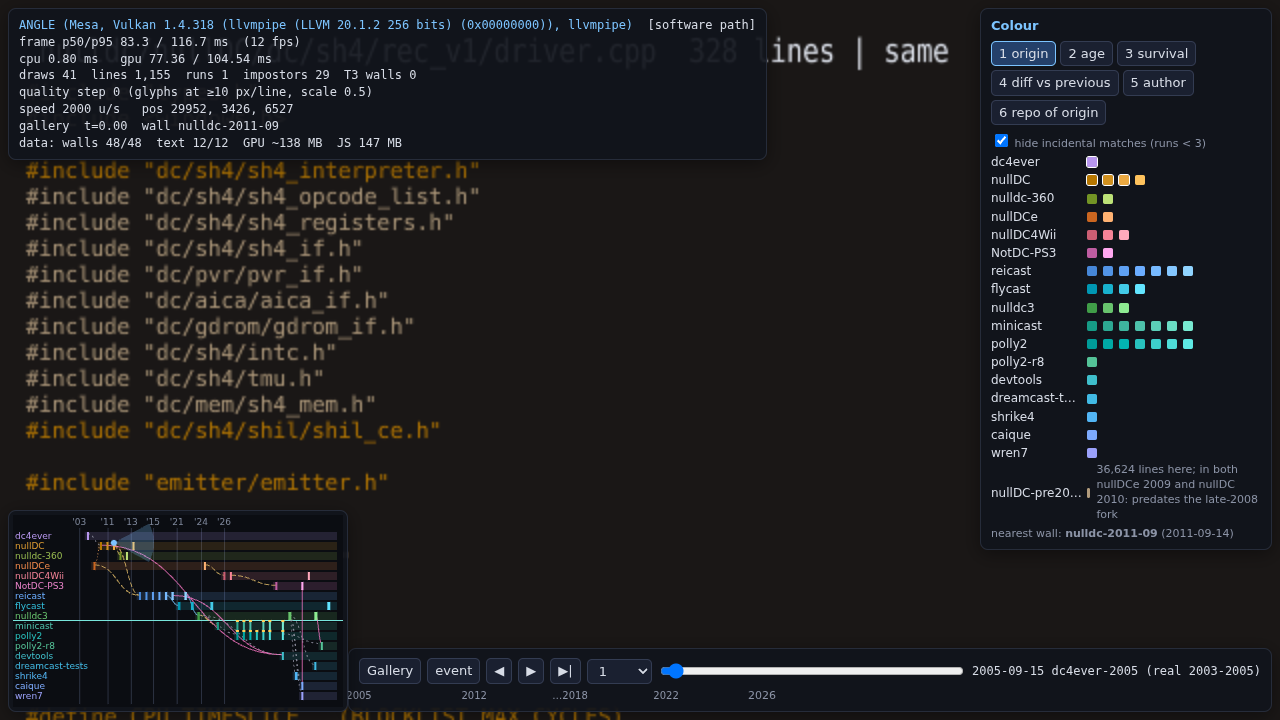 ANGLE (Mesa, Vulkan 1.4.318 (llvmpipe (LLVM 20.1.2 256 bits) (0x00000000)), llvmpipe) [software path]
frame p50/p95 83.3 / 116.7 ms (12 fps)
cpu 0.80 ms gpu 77.36 / 104.54 ms
draws 41 lines 1,155 runs 1 impostors 29 T3 walls 0
quality step 0 (glyphs at ≥10 px/line, scale 0.5)
speed 2000 u/s pos 29952, 3426, 6527
gallery t=0.00 wall nulldc-2011-09
data: walls 48/48 text 12/12 GPU ~138 MB JS 147 MB
dc/sh4/rec_v1/driver.cpp 328 lines | same
#include "dc/sh4/sh4_interpreter.h"
#include "dc/sh4/sh4_opcode_list.h"
#include "dc/sh4/sh4_registers.h"
#include "dc/sh4/sh4_if.h"
#include "dc/pvr/pvr_if.h"
#include "dc/aica/aica_if.h"
#include "dc/gdrom/gdrom_if.h"
#include "dc/sh4/intc.h"
#include "dc/sh4/tmu.h"
#include "dc/mem/sh4_mem.h"
#include "dc/sh4/shil/shil_ce.h"
#include "emitter/emitter.h"
#define CPU_TIMESLICE (BLOCKLIST_MAX_CYCLES)
Colour
1 origin
2 age
3 survival
4 diff vs previous
5 author
6 repo of origin
hide incidental matches (runs < 3)
dc4ever
nullDC
nulldc-360
nullDCe
nullDC4Wii
NotDC-PS3
reicast
flycast
nulldc3
minicast
polly2
polly2-r8
devtools
dreamcast-t…
shrike4
caique
wren7
nullDC-pre20…
36,624 lines here; in both
nullDCe 2009 and nullDC
2010: predates the late-2008
fork
nearest wall: nulldc-2011-09 (2011-09-14)
'03 '11 '13 '15 '21 '24 '26
dc4ever
nullDC
nulldc-360
nullDCe
nullDC4Wii
NotDC-PS3
reicast
flycast
nulldc3
minicast
polly2
polly2-r8
devtools
dreamcast-tests
shrike4
caique
wren7
Gallery
event
◀
▶
▶|
1
2005-09-15 dc4ever-2005 (real 2003-2005)
2005 2012 …2018 2022 2026